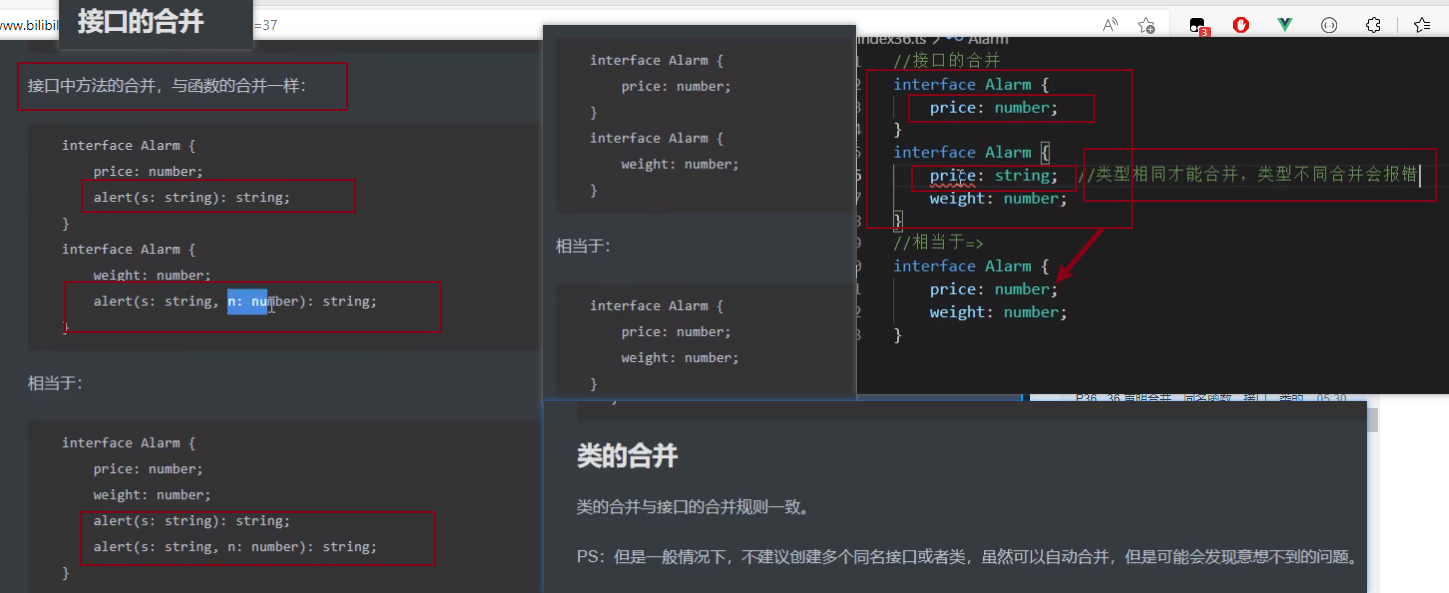 www.bilibil
=37
接口的合并
接口中方法的合并，与函数的合并一样：
interface Alarm {
price: number;
alert(s: string): string;
}
interface Alarm {
weight: number;
alert(s: string, n: number): string;
}
相当于：
interface Alarm {
price: number;
weight: number;
alert(s: string): string;
alert(s: string, n: number): string;
}
interface Alarm {
price: number;
}
interface Alarm {
weight: number;
}
相当于：
interface Alarm {
price: number;
weight: number;
}
3
index36.ts > Alarm
1 //接口的合并
2 interface Alarm {
3 price: number;
4 }
5 interface Alarm {
6 price: string; //类型相同才能合并，类型不同合并会报错
7 weight: number;
8 }
9 //相当于=>
0 interface Alarm {
1 price: number;
2 weight: number;
3 }
P36 36.声明合并 同名函数 接口 类的 05:30
类的合并
类的合并与接口的合并规则一致。
PS：但是一般情况下，不建议创建多个同名接口或者类，虽然可以自动合并，但是可能会发现意想不到的问题。